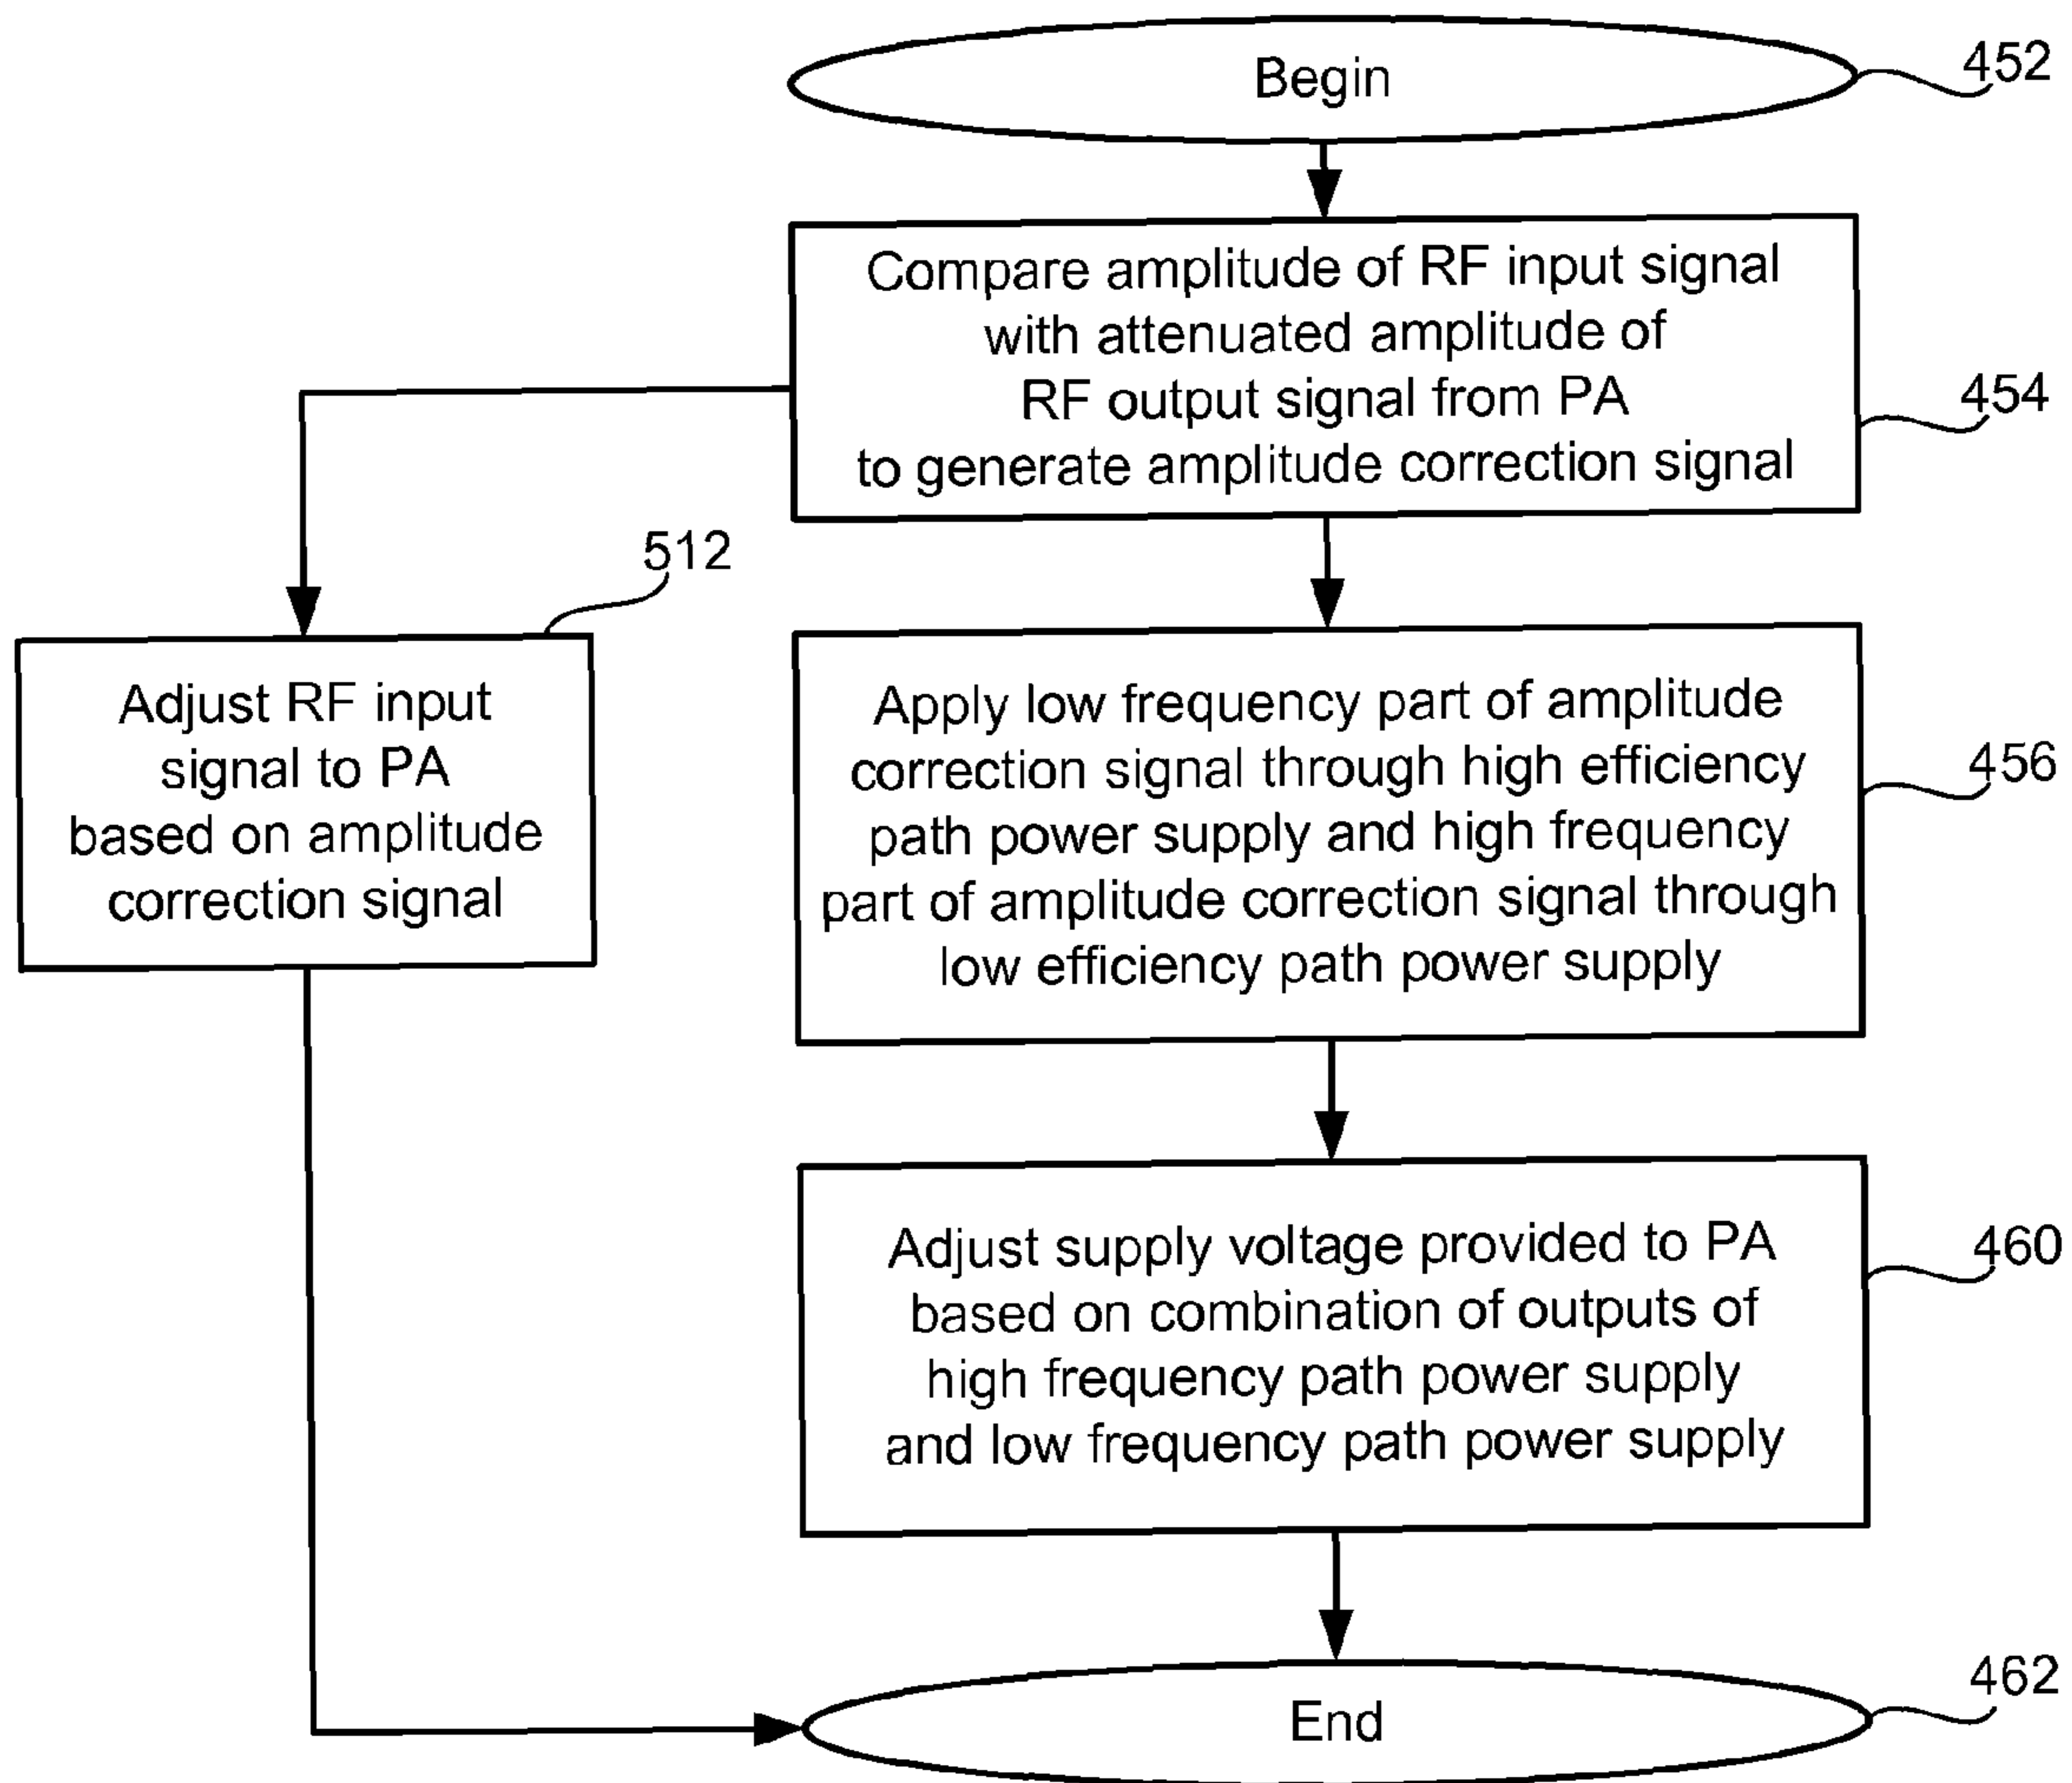 Begin
452
Compare amplitude of RF input signal
with attenuated amplitude of
RF output signal from PA
to generate amplitude correction signal
454
512
Adjust RF input
signal to PA
based on amplitude
correction signal
Apply low frequency part of amplitude
correction signal through high efficiency
path power supply and high frequency
part of amplitude correction signal through
low efficiency path power supply
456
Adjust supply voltage provided to PA
based on combination of outputs of
high frequency path power supply
and low frequency path power supply
460
End
462